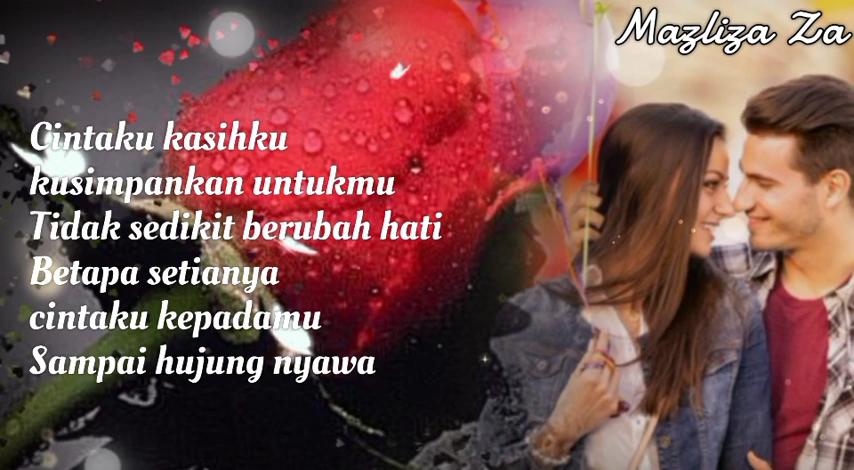 Mazliza Za
Cintaku kasihku
kusimpankan untukmu
Tidak sedikit berubah hati
Betapa setianya
cintaku kepadamu
Sampai hujung nyawa